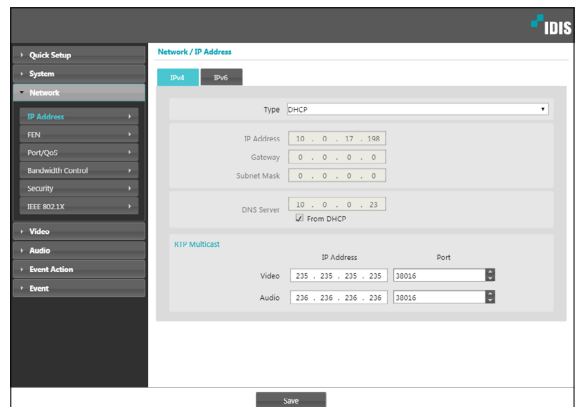 IDIS
Quick Setup
System
Network
IP Address
FEN
Port/QoS
Bandwidth Control
Security
IEEE 802.1X
Video
Audio
Event Action
Event
Network / IP Address
IPv4 IPv6
Type DHCP
IP Address 10 . 0 . 17 . 198
Gateway 0 . 0 . 0 . 0
Subnet Mask 0 . 0 . 0 . 0
DNS Server 10 . 0 . 0 . 23
From DHCP
RTP Multicast
IP Address Port
Video 235 . 235 . 235 . 235 38016
Audio 236 . 236 . 236 . 236 38016
Save